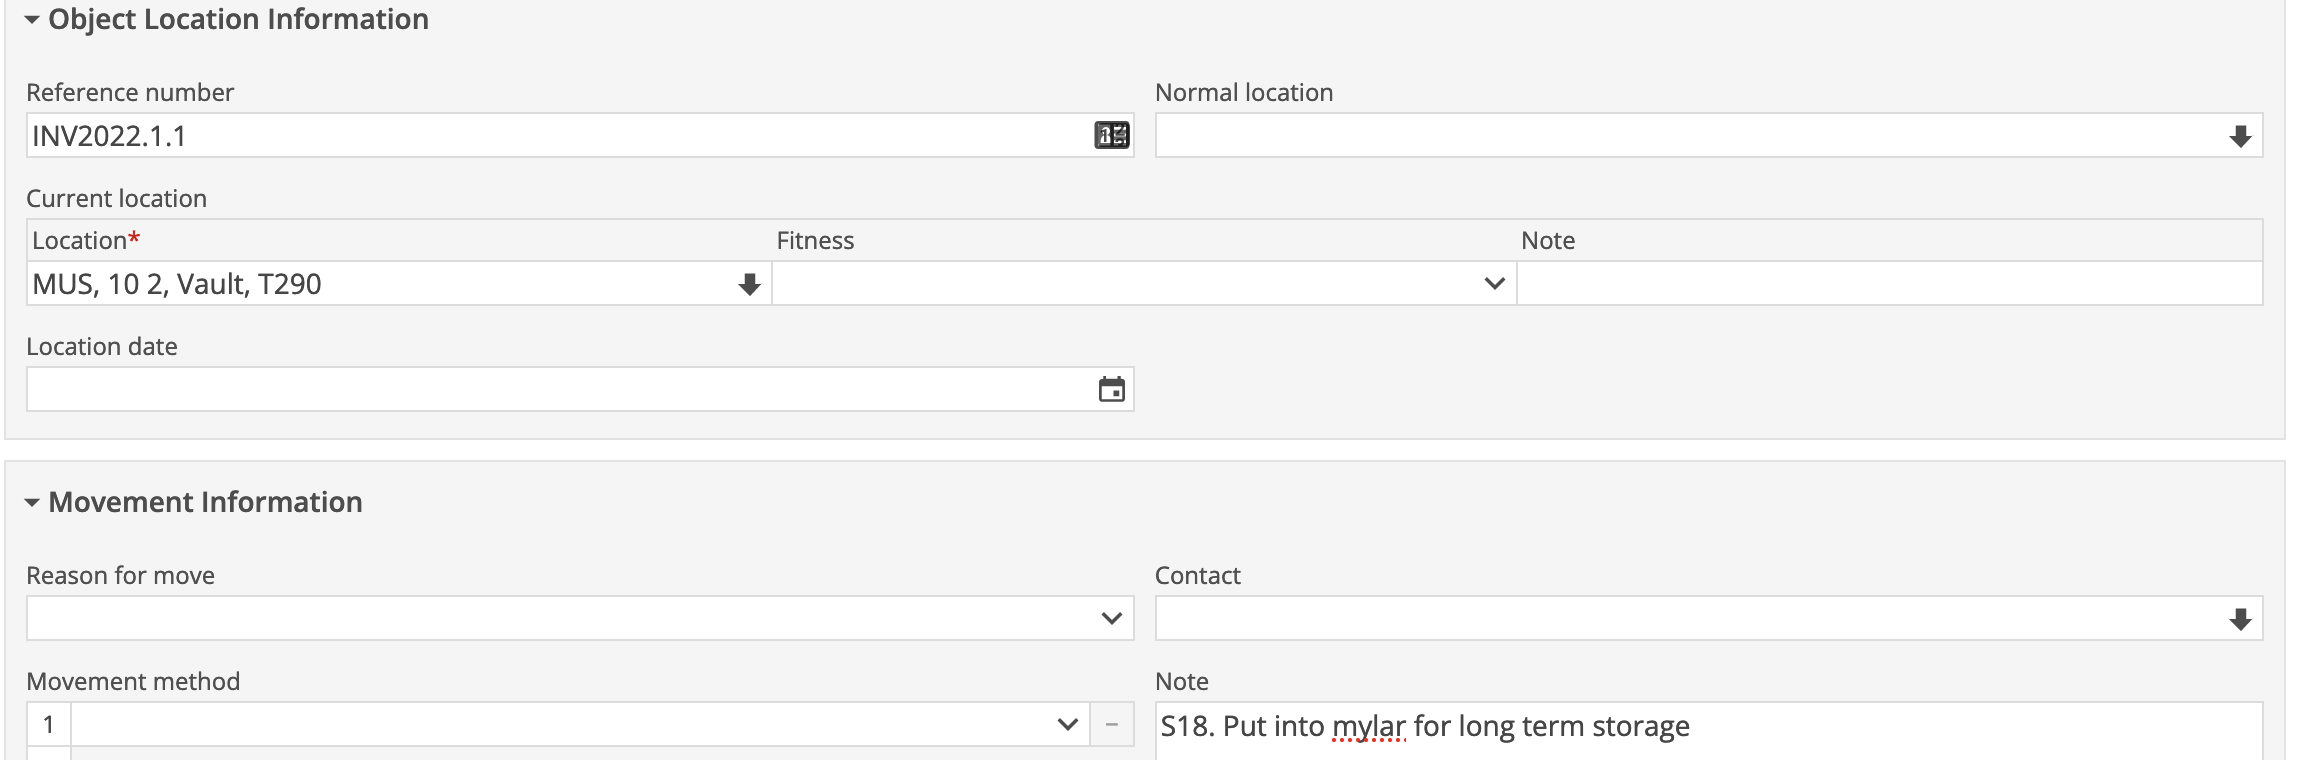 Object Location Information
Reference number
Normal location
INV2022.1.1
Current location
Location* Fitness Note
MUS, 10 2, Vault, T290
Location date
Movement Information
Reason for move
Contact
Movement method
Note
1
S18. Put into mylar for long term storage